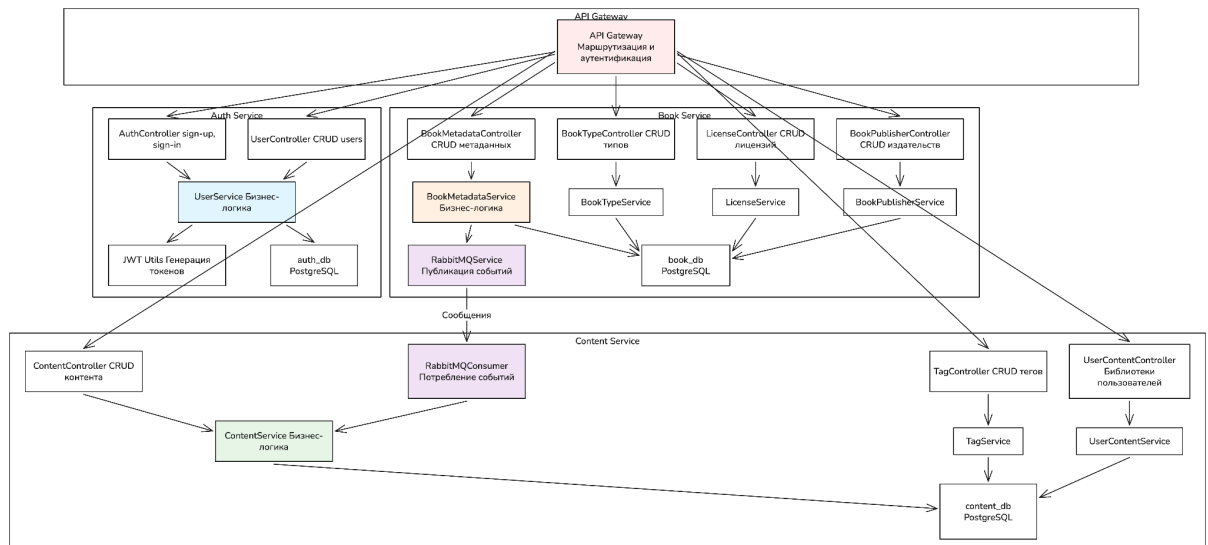 API Gateway
API Gateway
Маршрутизация и
аутентификация
Auth Service
Book Service
AuthController sign-up,
sign-in
UserController CRUD users
BookMetadataController
CRUD метаданных
BookTypeController CRUD
типов
LicenseController CRUD
лицензий
BookPublisherController
CRUD издательств
UserService Бизнес-
логика
BookMetadataService
Бизнес-логика
BookTypeService
LicenseService
BookPublisherService
JWT Utils Генерация
токенов
auth_db
PostgreSQL
RabbitMQService
Публикация событий
book_db
PostgreSQL
Сообщения
Content Service
ContentController CRUD
контента
RabbitMQConsumer
Потребление событий
TagController CRUD тегов
UserContentController
Библиотеки
пользователей
ContentService Бизнес-
логика
TagService
UserContentService
content_db
PostgreSQL